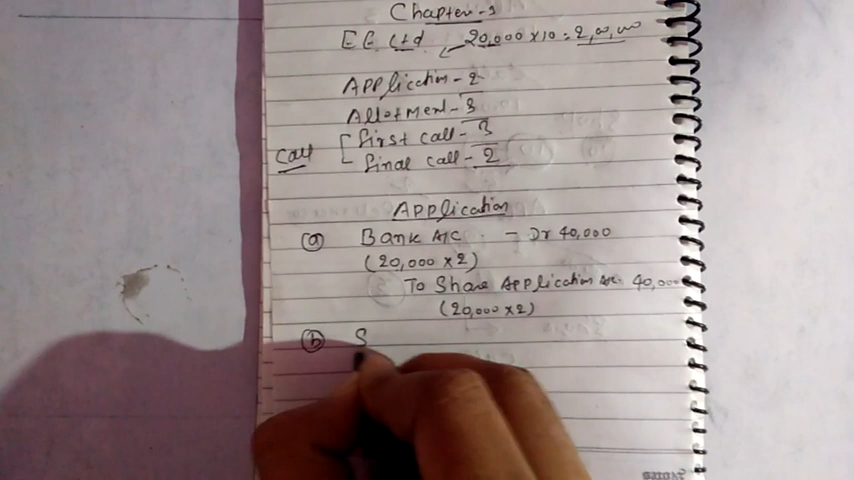 Chapter-3
EE Ltd 20,000 × 10 = 2,00,000
Application - 2
Allotment - 3
Call
First call - 3
Final call - 2
Application
(a) Bank A/C. - Dr 40,000
(20,000 × 2)
To Share Application A/c. 40,000
(20,000 × 2)
(b) S